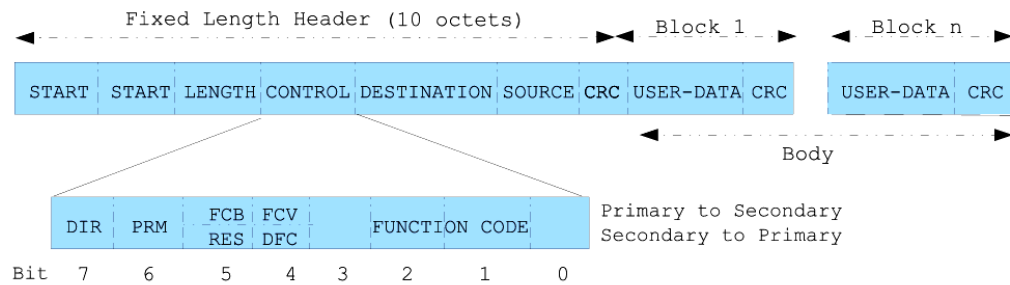 Fixed Length Header (10 octets) Block 1 Block n
START START LENGTH CONTROL DESTINATION SOURCE CRC USER-DATA CRC USER-DATA CRC
Body
DIR PRM FCB FCV FUNCTION CODE Primary to Secondary
RES DFC Secondary to Primary
Bit 7 6 5 4 3 2 1 0